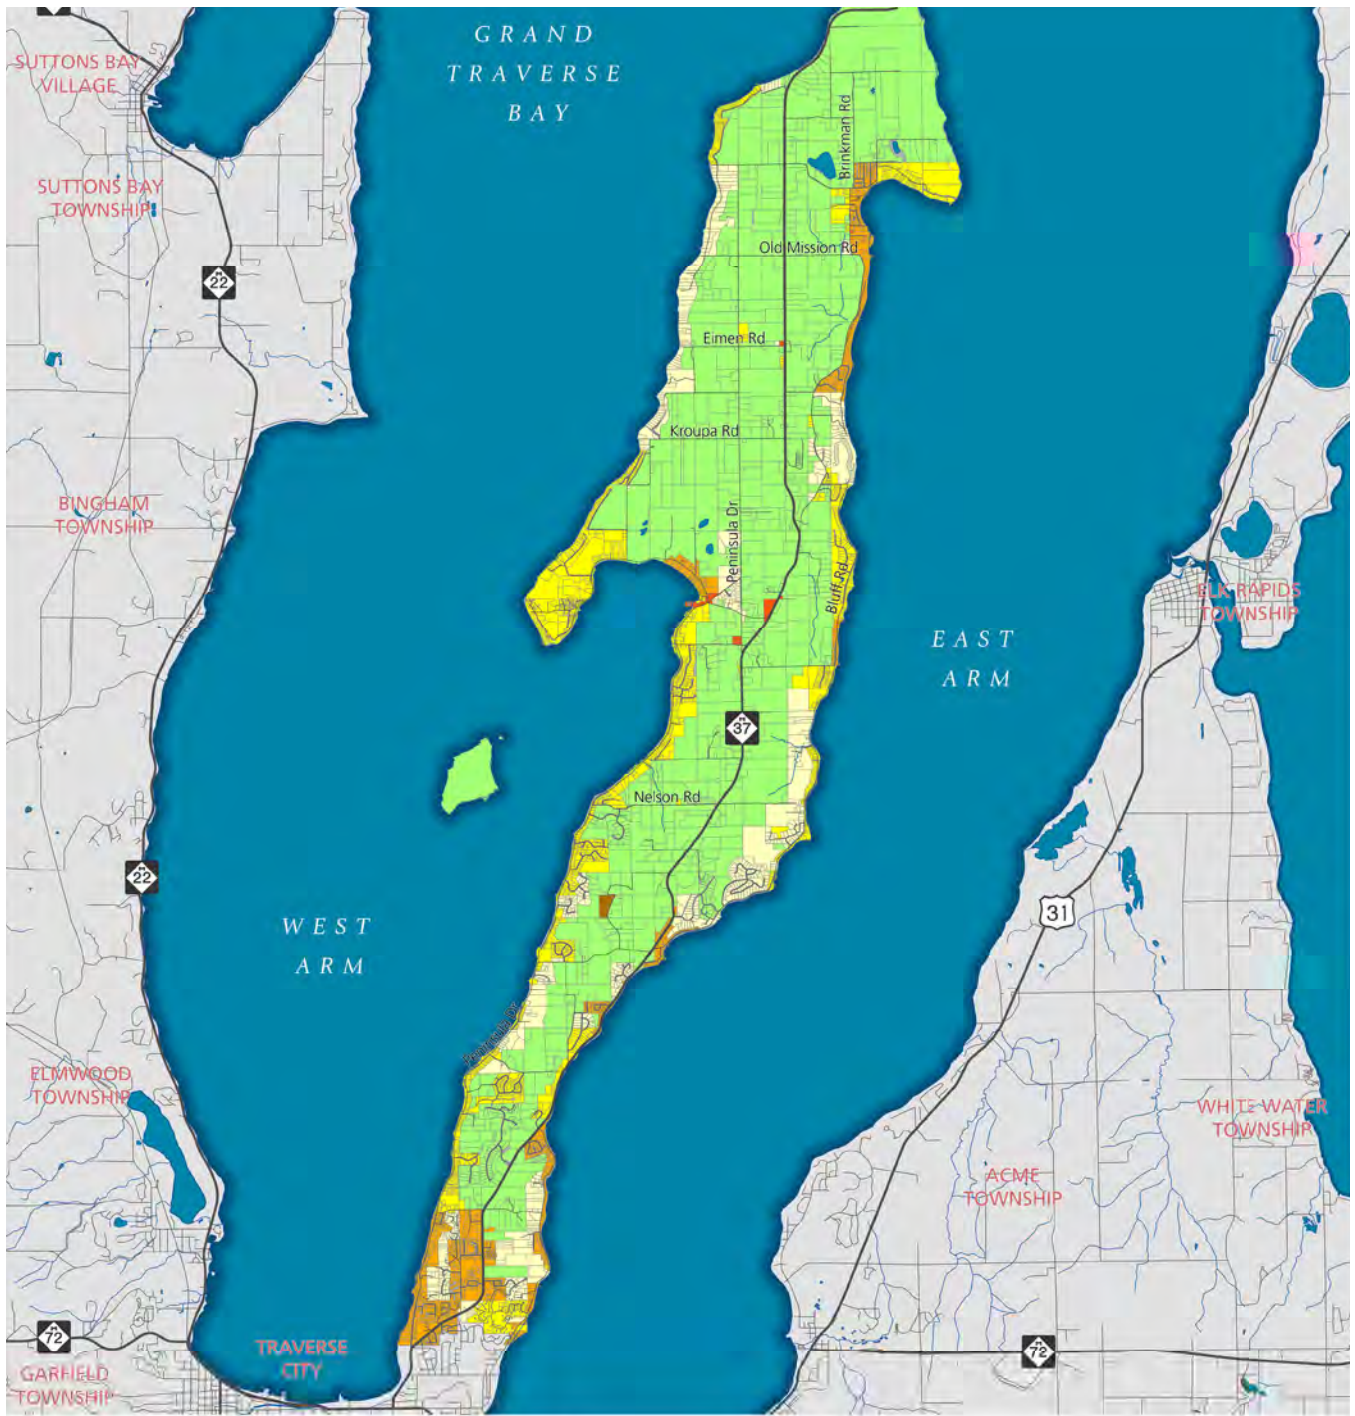 GRAND
TRAVERSE
BAY
SUTTONS BAY
VILLAGE
Brinkman Rd
SUTTONS BAY
TOWNSHIP
Old Mission Rd
M
22
Eimen Rd
Kroupa Rd
BINGHAM
TOWNSHIP
Peninsula Dr
Bluff Rd
ELK RAPIDS
TOWNSHIP
EAST
ARM
M
37
Nelson Rd
M
22
31
WEST
ARM
Peninsula Dr
ELMWOOD
TOWNSHIP
WHITE WATER
TOWNSHIP
ACME
TOWNSHIP
M
72
TRAVERSE
CITY
M
72
GARFIELD
TOWNSHIP